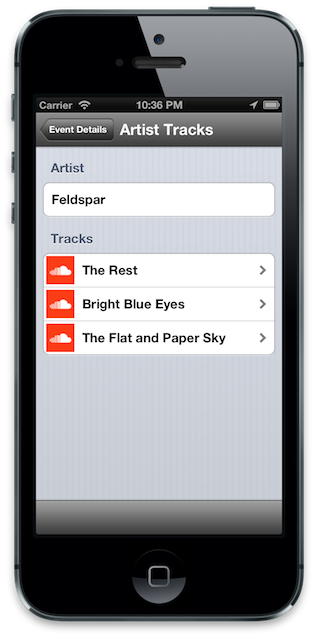 Carrier 10:36 PM
Event Details Artist Tracks
Artist
Feldspar
Tracks
The Rest
Bright Blue Eyes
The Flat and Paper Sky